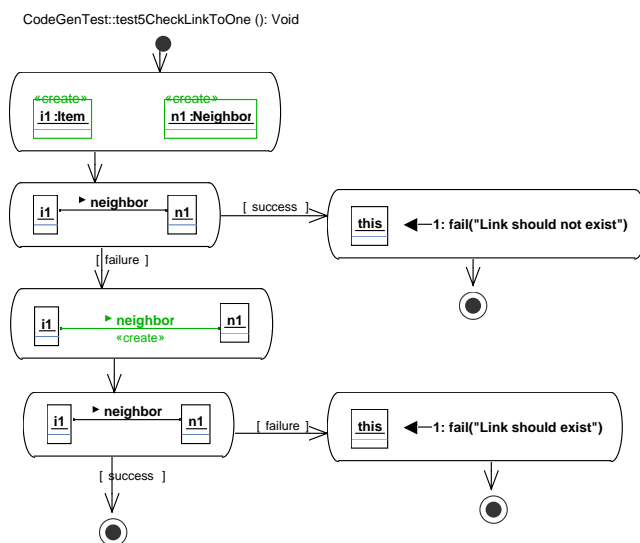 CodeGenTest::test5CheckLinkToOne (): Void
«create» «create»
i1 :Item n1 :Neighbor
i1 neighbor n1
[ success ]
this 1: fail("Link should not exist")
[ failure ]
i1 neighbor n1
«create»
i1 neighbor n1
[ failure ]
this 1: fail("Link should exist")
[ success ]